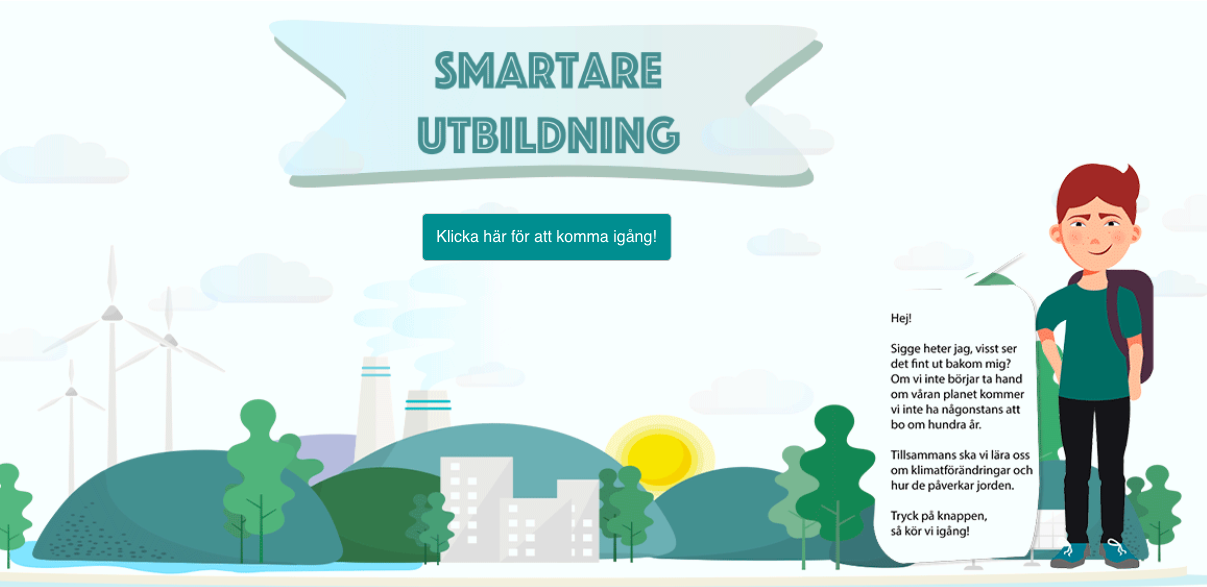 SMARTARE
UTBILDNING
Klicka här för att komma igång!
Hej!
Sigge heter jag, visst ser
det fint ut bakom mig?
Om vi inte börjar ta hand
om våran planet kommer
vi inte ha någonstans att
bo om hundra år.
Tillsammans ska vi lära oss
om klimatförändringar och
hur de påverkar jorden.
Tryck på knappen,
så kör vi igång!